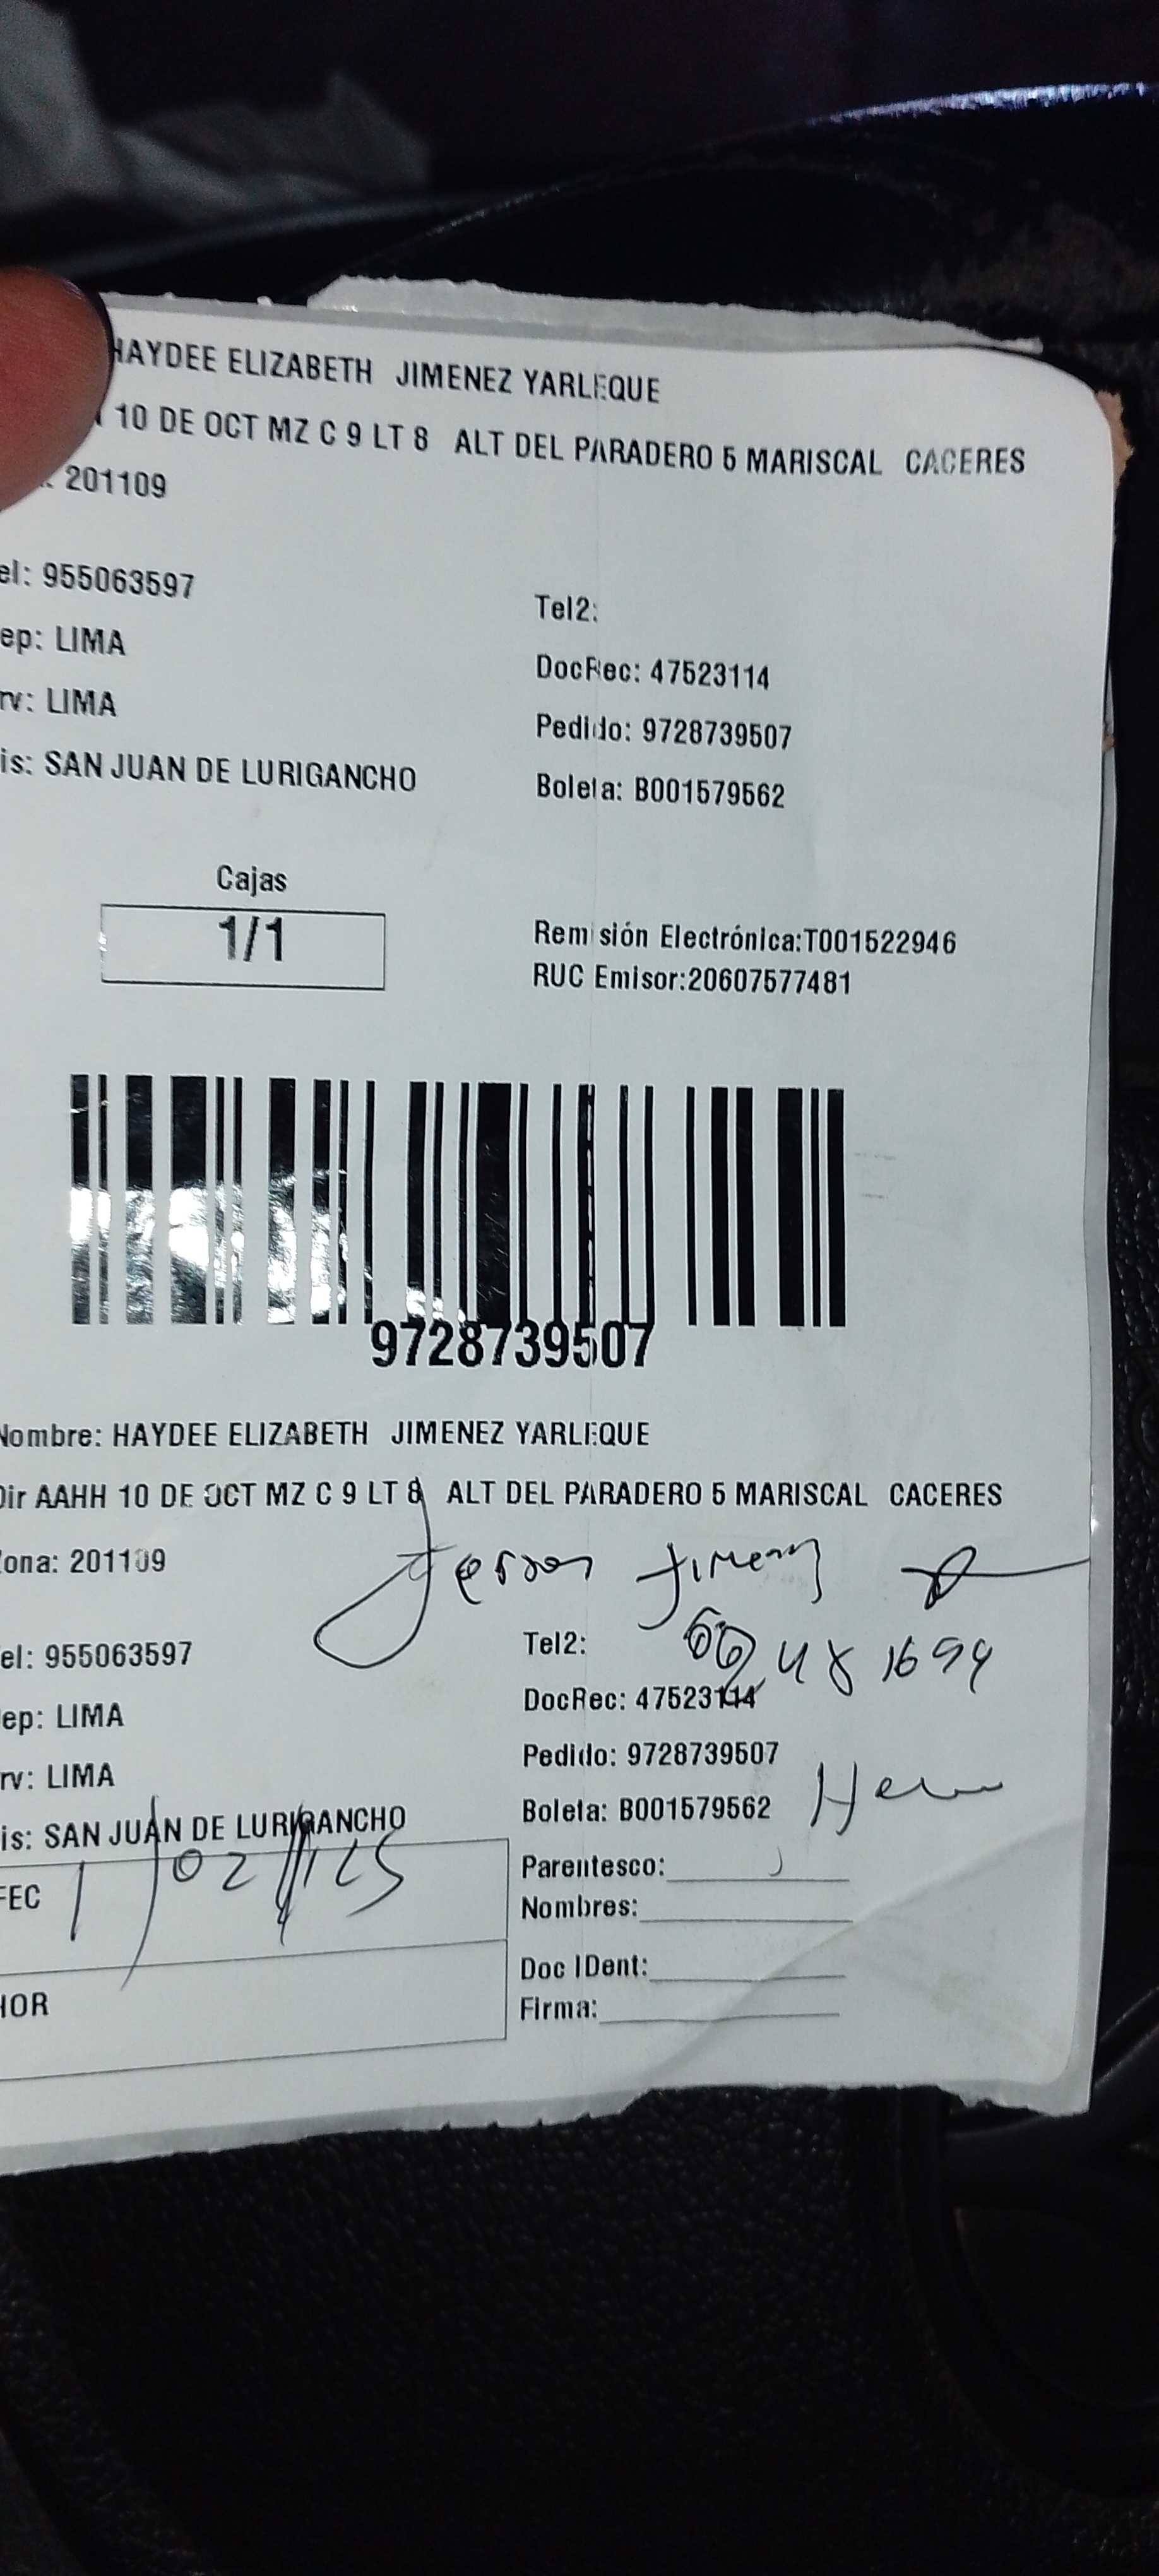 HAYDEE ELIZABETH JIMENEZ YARLEQUE
10 DE OCT MZ C 9 LT 8 ALT DEL PARADERO 5 MARISCAL CACERES
201109
el: 955063597
Tel2:
ep: LIMA
DocRec: 47523114
rv: LIMA
Pedido: 9728739507
is: SAN JUAN DE LURIGANCHO
Boleta: B001579562
Cajas
1/1
Remisión Electrónica:T001522946
RUC Emisor:20607577481
9728739507
Nombre: HAYDEE ELIZABETH JIMENEZ YARLEQUE
Dir AAHH 10 DE OCT MZ C 9 LT 8 ALT DEL PARADERO 5 MARISCAL CACERES
ona: 201109
el: 955063597
Tel2:
ep: LIMA
DocRec: 47523114
rv: LIMA
Pedido: 9728739507
is: SAN JUAN DE LURIGANCHO
Boleta: B001579562
Parentesco:
FEC
Nombres:
Doc IDent:
HOR
Firma: